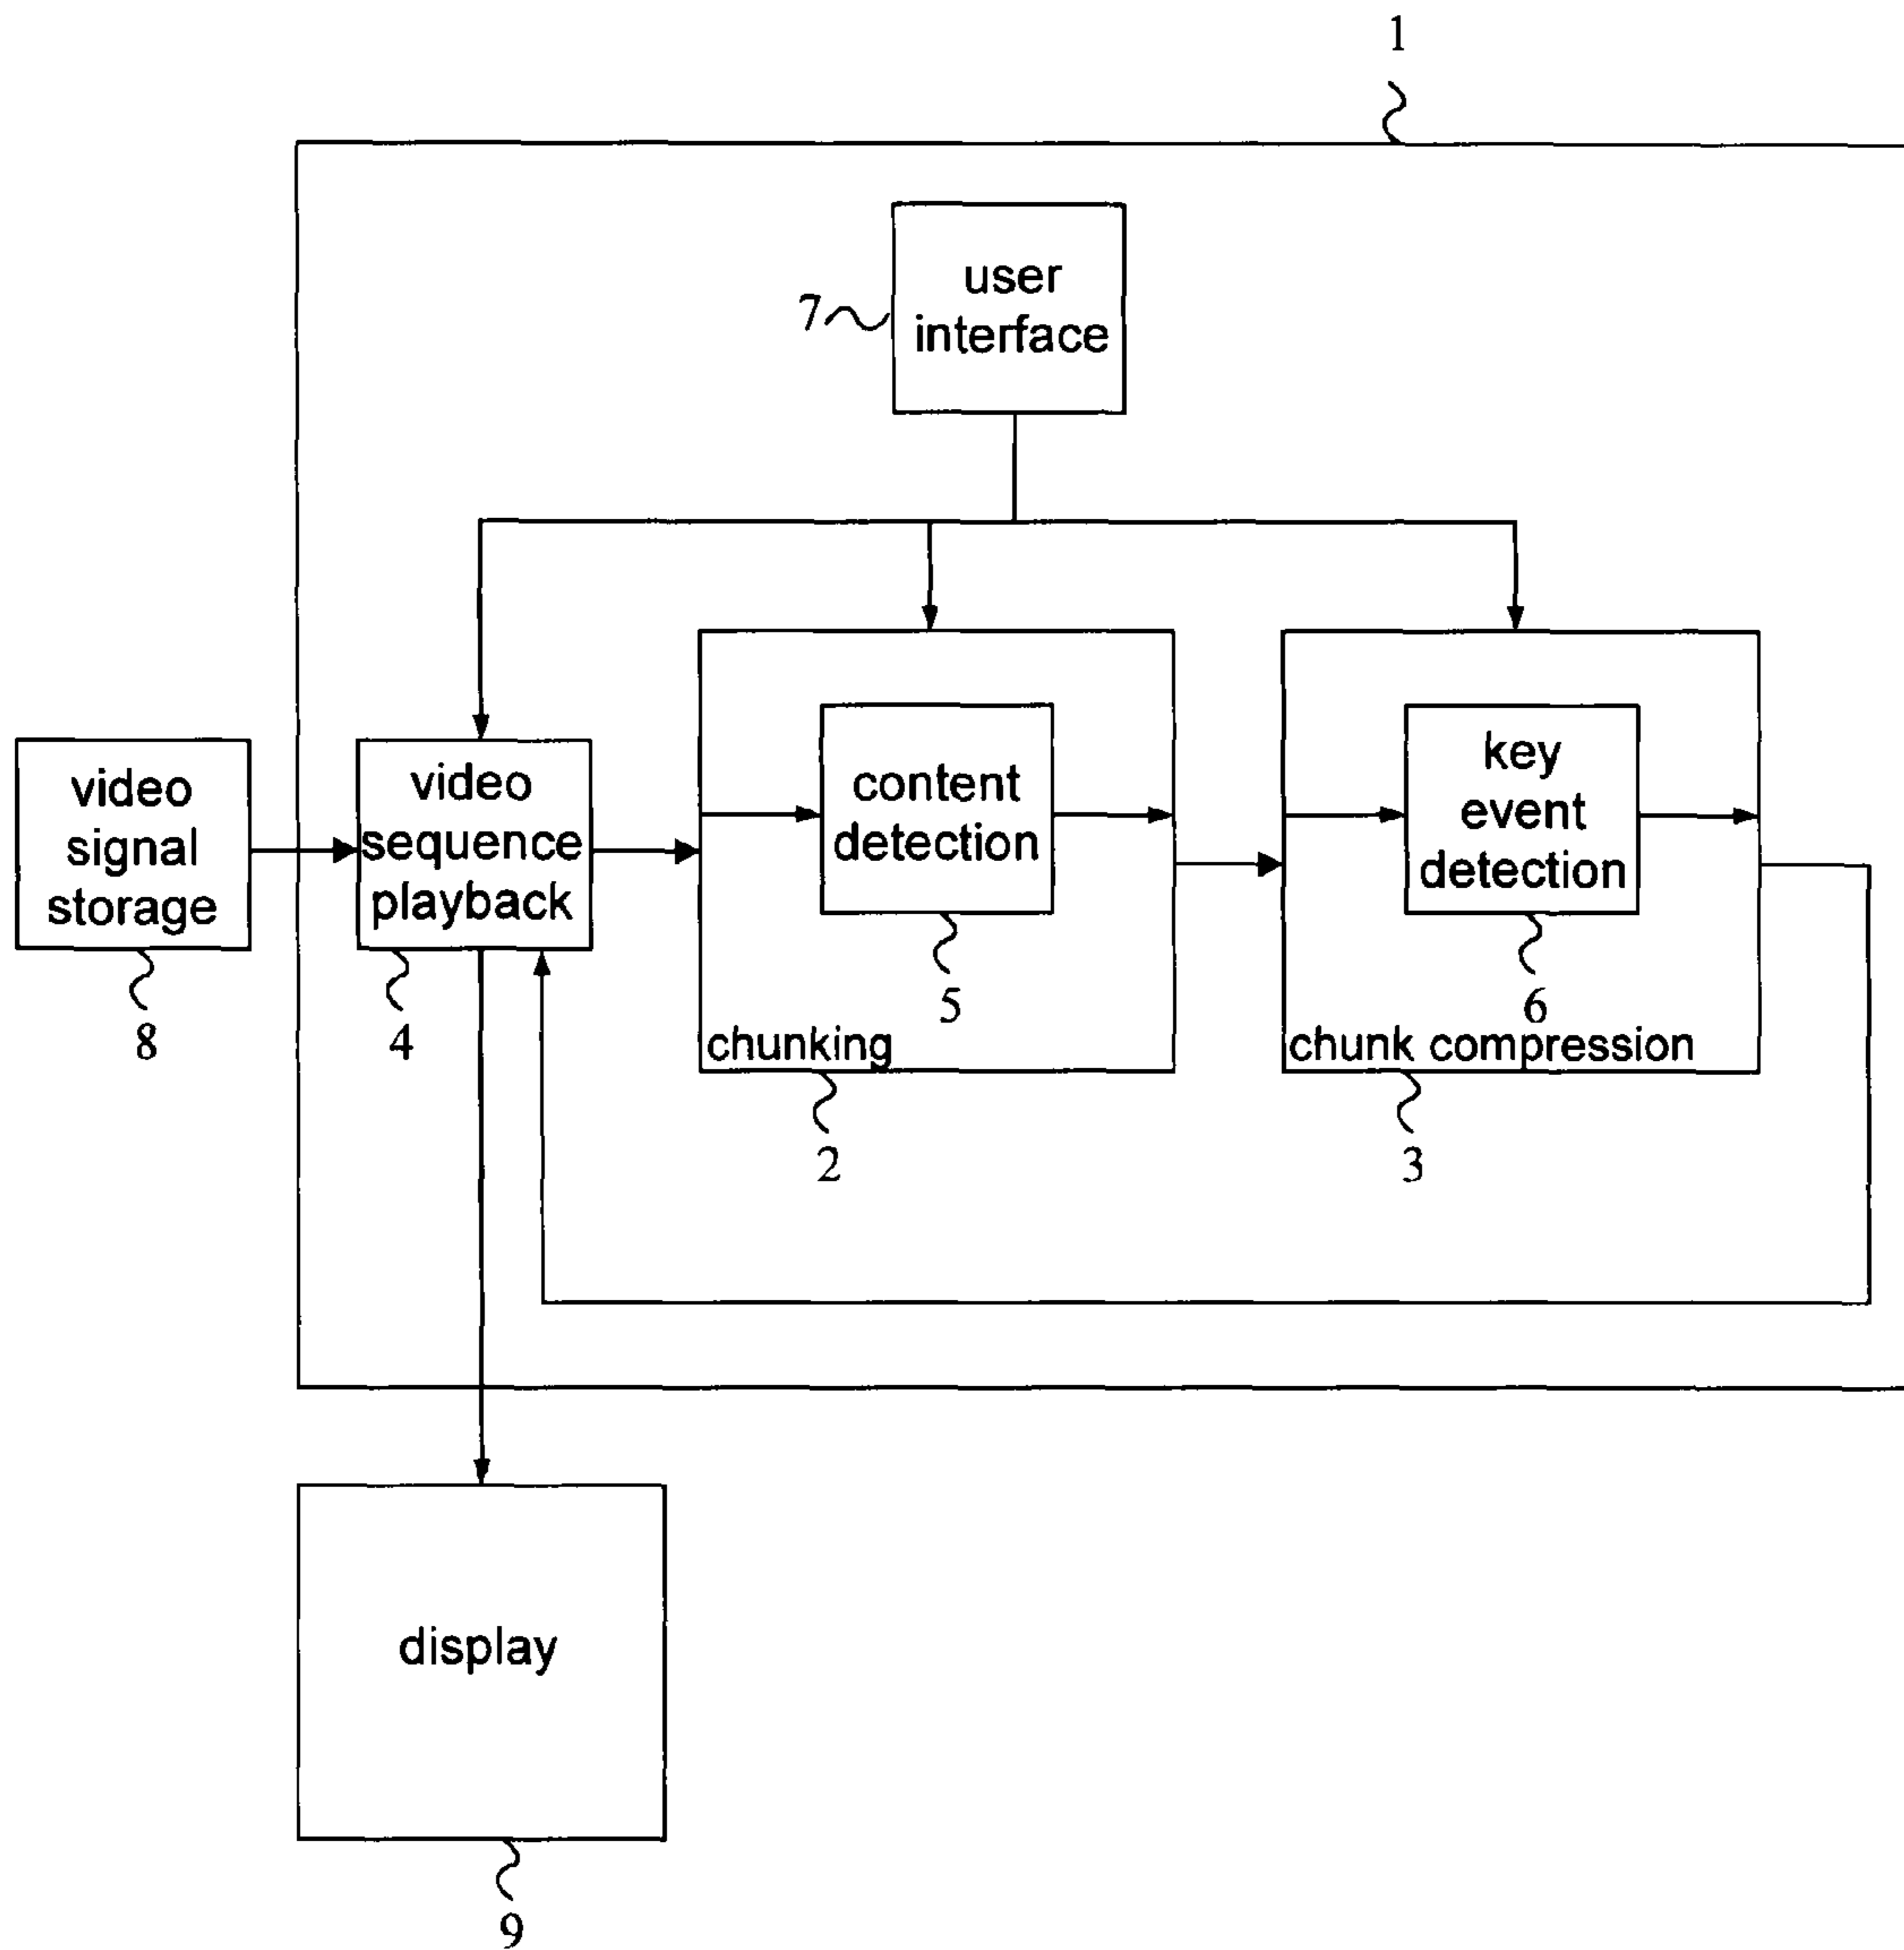 1
user
interface
7
video
signal
storage
8
video
sequence
playback
4
content
detection
5
chunking
2
key
event
detection
6
chunk compression
3
display
9